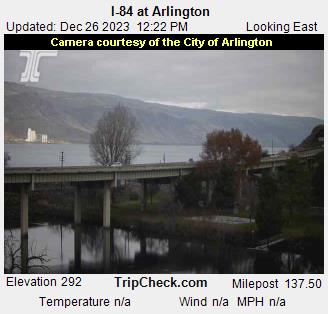 I-84 at Arlington
Updated: Dec 26 2023 12:22 PM Looking East
Camera courtesy of the City of Arlington
Elevation 292 TripCheck.com Milepost 137.50
Temperature n/a Wind n/a MPH n/a